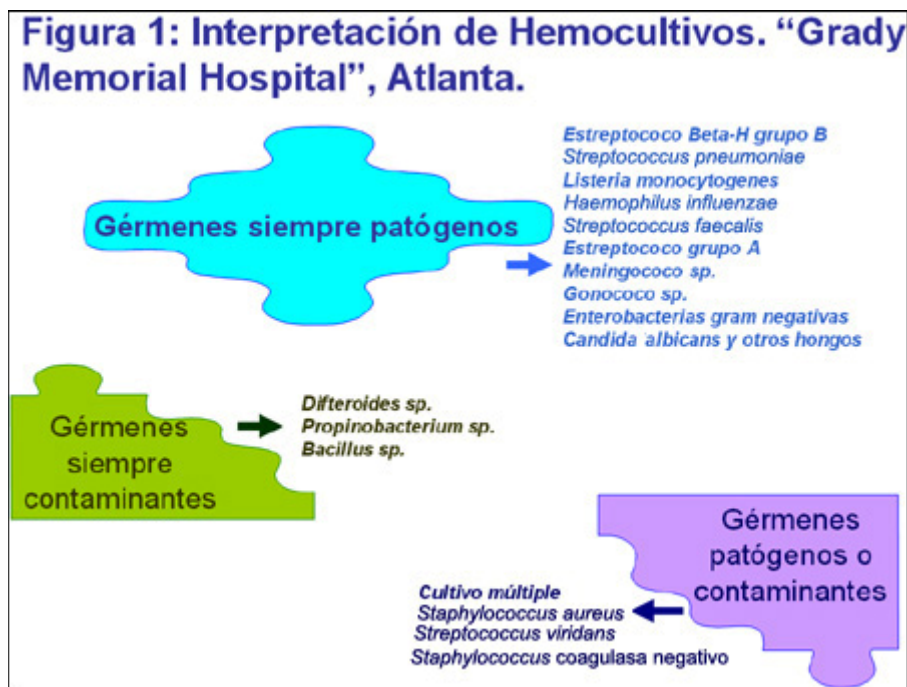 Figura 1: Interpretación de Hemocultivos. “Grady
Memorial Hospital”, Atlanta.
Gérmenes siempre patógenos
Estreptococo Beta-H grupo B
Streptococcus pneumoniae
Listeria monocytogenes
Haemophilus influenzae
Streptococcus faecalis
Estreptococo grupo A
Meningococo sp.
Gonococo sp.
Enterobacterias gram negativas
Candida albicans y otros hongos
Gérmenes
siempre
contaminantes
Difteroides sp.
Propinobacterium sp.
Bacillus sp.
Gérmenes
patógenos o
contaminantes
Cultivo múltiple
Staphylococcus aureus
Streptococcus viridans
Staphylococcus coagulasa negativo